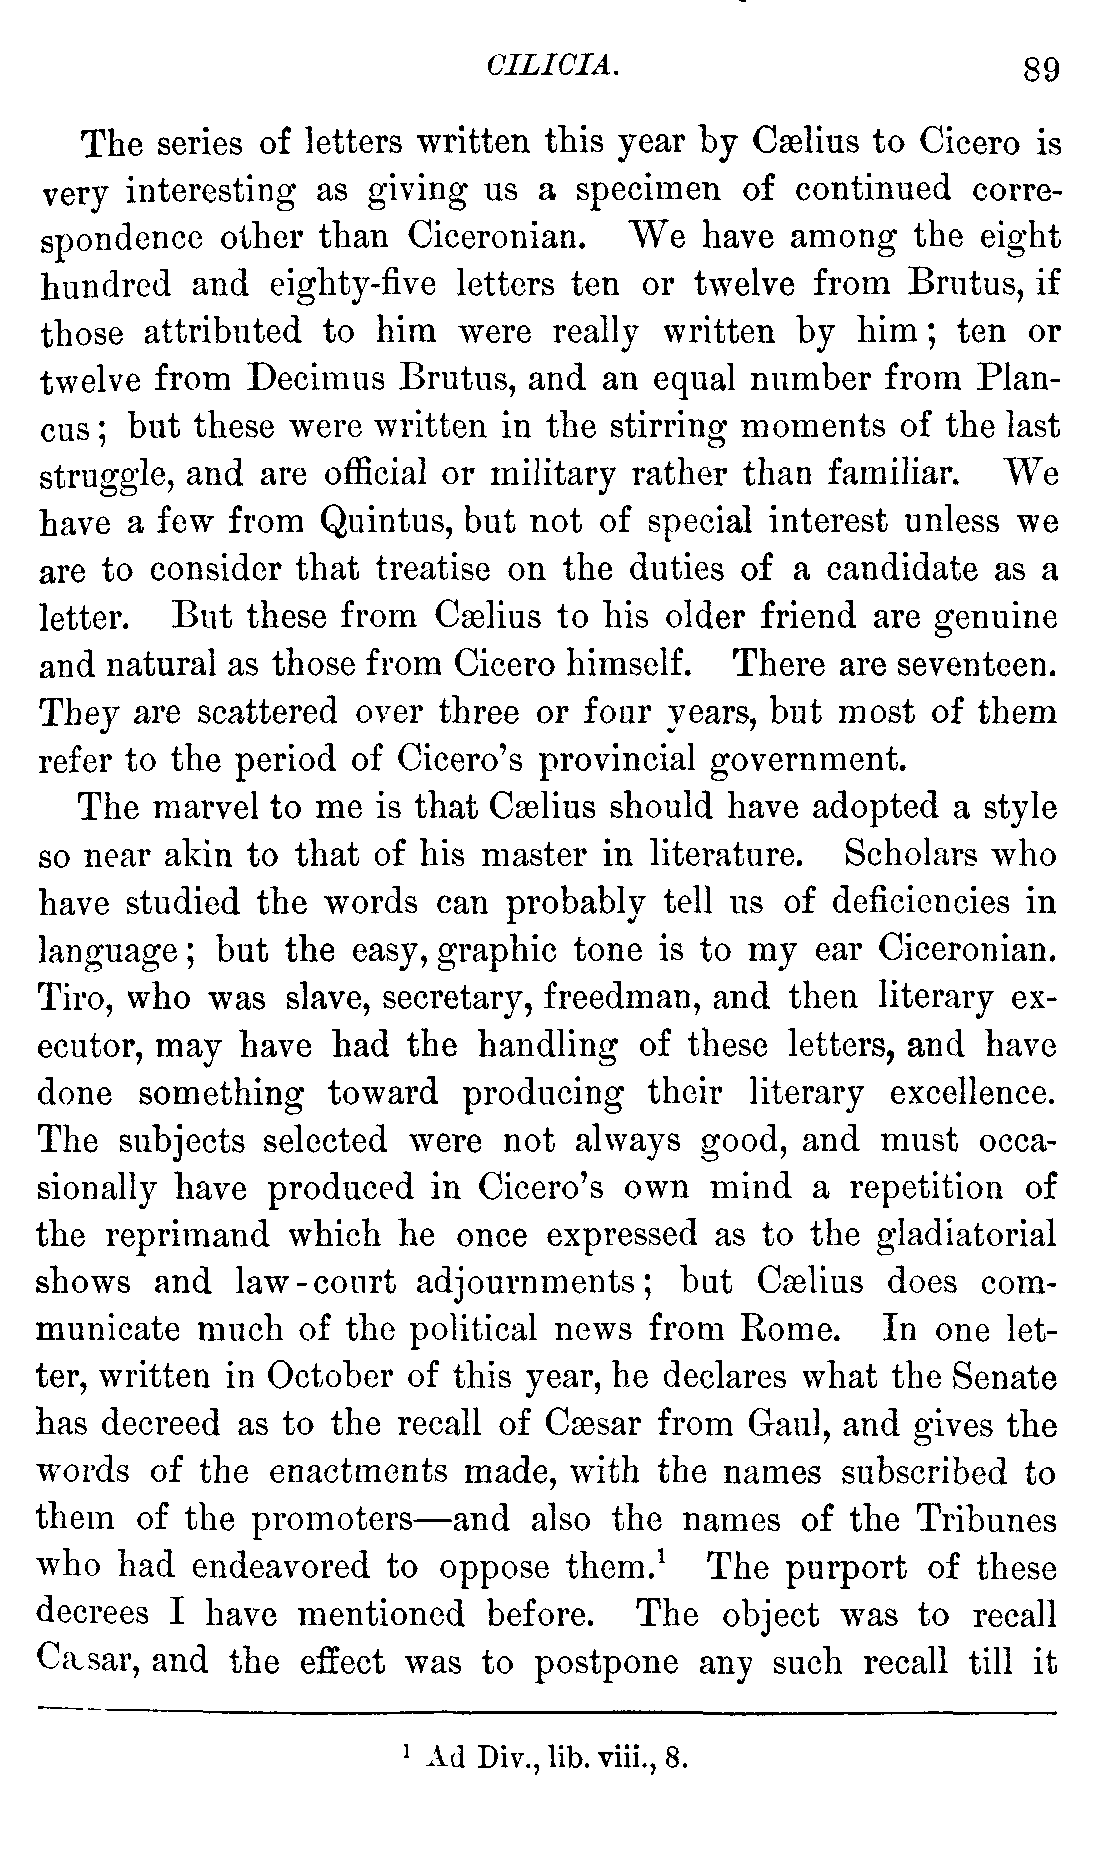 CILICIA. 89
The series of letters written this year by Cælius to Cicero is
very interesting as giving us a specimen of continued corre-
spondence other than Ciceronian. We have among the eight
hundred and eighty-five letters ten or twelve from Brutus, if
those attributed to him were really written by him; ten or
twelve from Decimus Brutus, and an equal number from Plan-
cus; but these were written in the stirring moments of the last
struggle, and are official or military rather than familiar. We
have a few from Quintus, but not of special interest unless we
are to consider that treatise on the duties of a candidate as a
letter. But these from Cælius to his older friend are genuine
and natural as those from Cicero himself. There are seventeen.
They are scattered over three or four years, but most of them
refer to the period of Cicero's provincial government.
The marvel to me is that Cælius should have adopted a style
so near akin to that of his master in literature. Scholars who
have studied the words can probably tell us of deficiencies in
language; but the easy, graphic tone is to my ear Ciceronian.
Tiro, who was slave, secretary, freedman, and then literary ex-
ecutor, may have had the handling of these letters, and have
done something toward producing their literary excellence.
The subjects selected were not always good, and must occa-
sionally have produced in Cicero's own mind a repetition of
the reprimand which he once expressed as to the gladiatorial
shows and law-court adjournments; but Cælius does com-
municate much of the political news from Rome. In one let-
ter, written in October of this year, he declares what the Senate
has decreed as to the recall of Cæsar from Gaul, and gives the
words of the enactments made, with the names subscribed to
them of the promoters—and also the names of the Tribunes
who had endeavored to oppose them.¹ The purport of these
decrees I have mentioned before. The object was to recall
Cæsar, and the effect was to postpone any such recall till it
¹ Ad Div., lib. viii., 8.